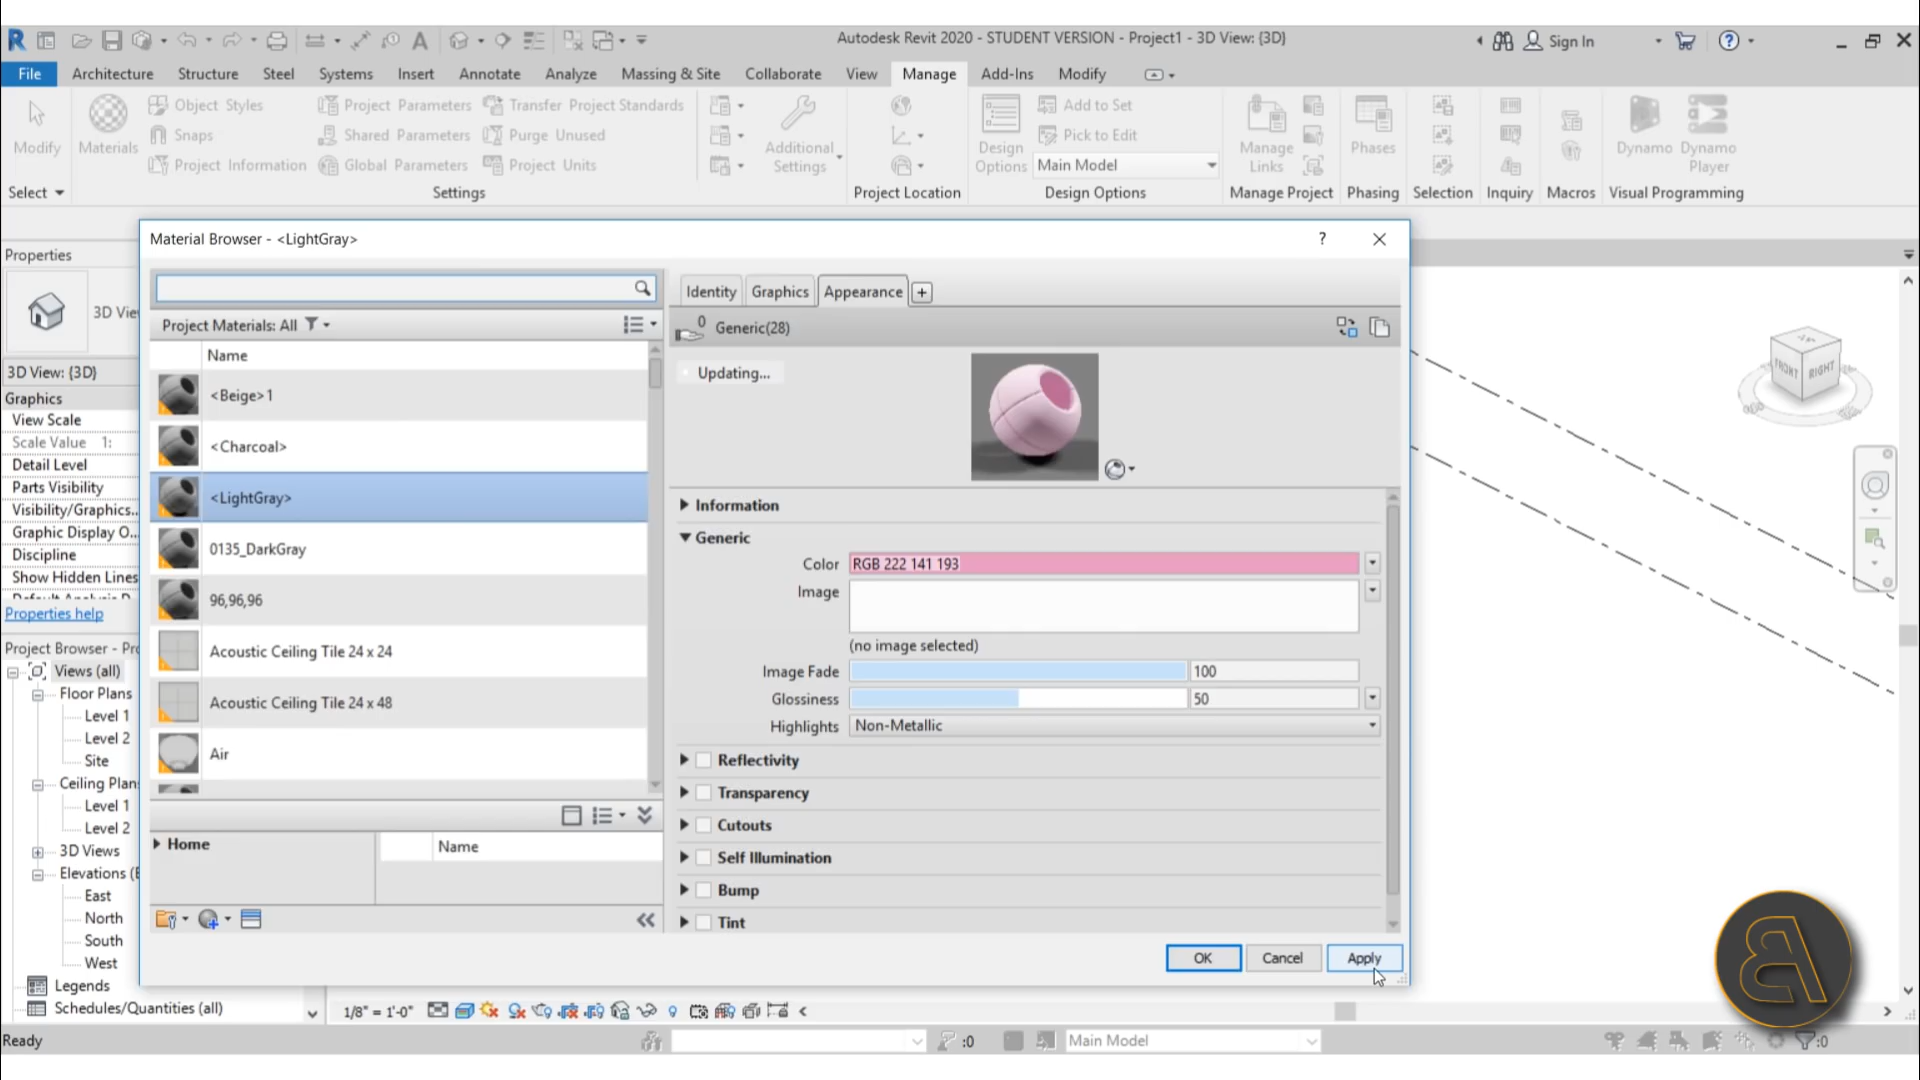 Autodesk Revit 2020 - STUDENT VERSION - Project1 - 3D View: {3D}
Sign In
File Architecture Structure Steel Systems Insert Annotate Analyze Massing & Site Collaborate View Manage Add-Ins Modify
Object Styles Project Parameters Transfer Project Standards Add to Set
Snaps Shared Parameters Purge Unused Pick to Edit
Modify Materials Additional Settings Design Options Manage Links Phases Dynamo Dynamo Player
Project Information Global Parameters Project Units Main Model
Select Settings Project Location Design Options Manage Project Phasing Selection Inquiry Macros Visual Programming
Properties
3D Vie
3D View: {3D}
Graphics
View Scale
Scale Value 1:
Detail Level
Parts Visibility
Visibility/Graphics..
Graphic Display O...
Discipline
Show Hidden Lines
Properties help
Project Browser - Pro
Views (all)
Floor Plans
Level 1
Level 2
Site
Ceiling Plans
Level 1
Level 2
3D Views
Elevations (E
East
North
South
West
Legends
Schedules/Quantities (all)
Material Browser - <LightGray>
?
Project Materials: All
Name
<Beige>1
<Charcoal>
<LightGray>
0135_DarkGray
96,96,96
Acoustic Ceiling Tile 24 x 24
Acoustic Ceiling Tile 24 x 48
Air
Home
Name
Identity Graphics Appearance +
0 Generic(28)
Updating...
Information
Generic
Color RGB 222 141 193
Image
(no image selected)
Image Fade 100
Glossiness 50
Highlights Non-Metallic
Reflectivity
Transparency
Cutouts
Self Illumination
Bump
Tint
OK Cancel Apply
FRONT RIGHT
1/8" = 1'-0"
Ready
:0
Main Model
:0